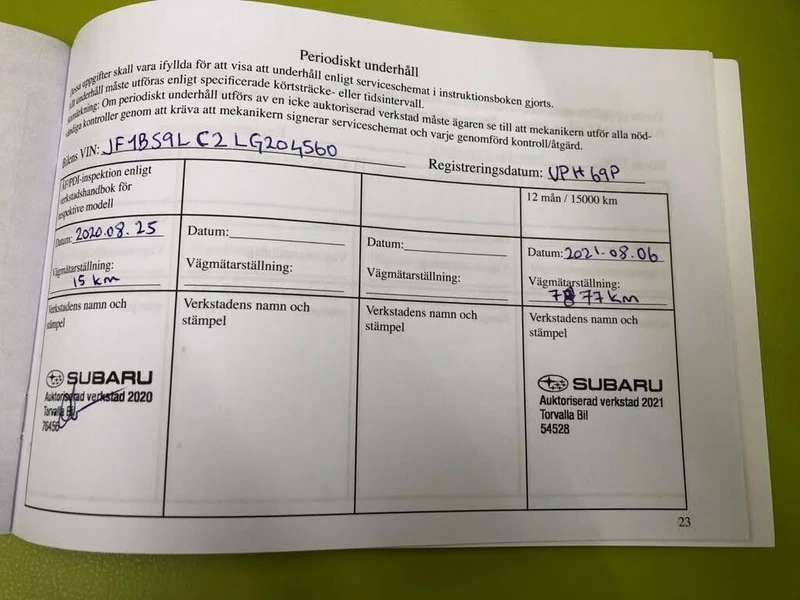 Periodiskt underhåll
Dessa uppgifter skall vara ifyllda för att visa att underhåll enligt serviceschemat i instruktionsboken gjorts.
Allt underhåll måste utföras enligt specificerade körtsträcke- eller tidsintervall.
Anmärkning: Om periodiskt underhåll utförs av en icke auktoriserad verkstad måste ägaren se till att mekanikern utför alla nöd-
vändiga kontroller genom att kräva att mekanikern signerar serviceschemat och varje genomförd kontroll/åtgärd.
Bilens VIN: JF1BS9LC2LG204560
Registreringsdatum: UPH69P
AF/PDI-inspektion enligt
verkstadshandbok för
respektive modell
Datum: 2020.08.25
Vägmätarställning:
15 km
Verkstadens namn och
stämpel
SUBARU
Auktoriserad verkstad 2020
Torvalla Bil
Datum:
Vägmätarställning:
Verkstadens namn och
stämpel
Datum:
Vägmätarställning:
Verkstadens namn och
stämpel
12 mån / 15000 km
Datum: 2021.08.06
Vägmätarställning:
7877 km
Verkstadens namn och
stämpel
SUBARU
Auktoriserad verkstad 2021
Torvalla Bil
54528
23